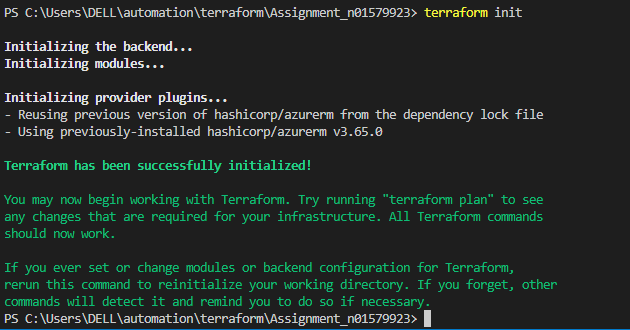 PS C:\Users\DELL\automation\terraform\Assignment_n01579923> terraform init
Initializing the backend...
Initializing modules...
Initializing provider plugins...
- Reusing previous version of hashicorp/azurerm from the dependency lock file
- Using previously-installed hashicorp/azurerm v3.65.0
Terraform has been successfully initialized!
You may now begin working with Terraform. Try running "terraform plan" to see
any changes that are required for your infrastructure. All Terraform commands
should now work.
If you ever set or change modules or backend configuration for Terraform,
rerun this command to reinitialize your working directory. If you forget, other
commands will detect it and remind you to do so if necessary.
PS C:\Users\DELL\automation\terraform\Assignment_n01579923>